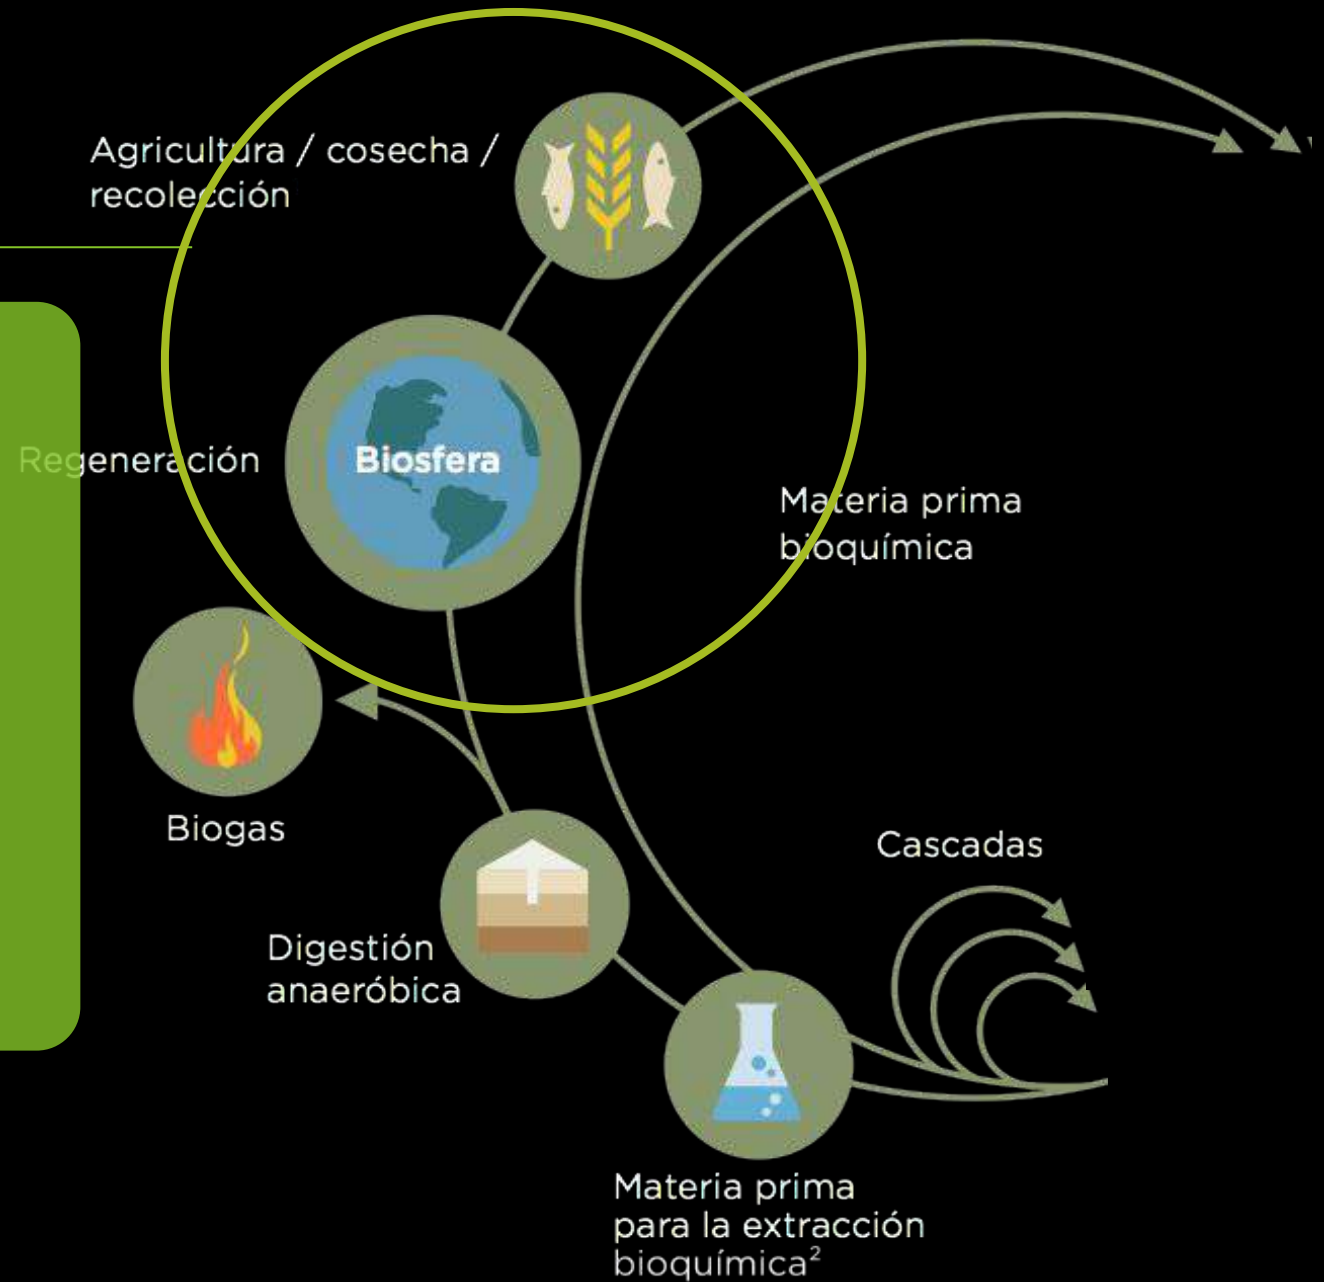 Agricultura / cosecha /
recolección
Regeneración
Biosfera
Materia prima
bioquímica
Biogas
Cascadas
Digestión
anaeróbica
Materia prima
para la extracción
bioquímica²